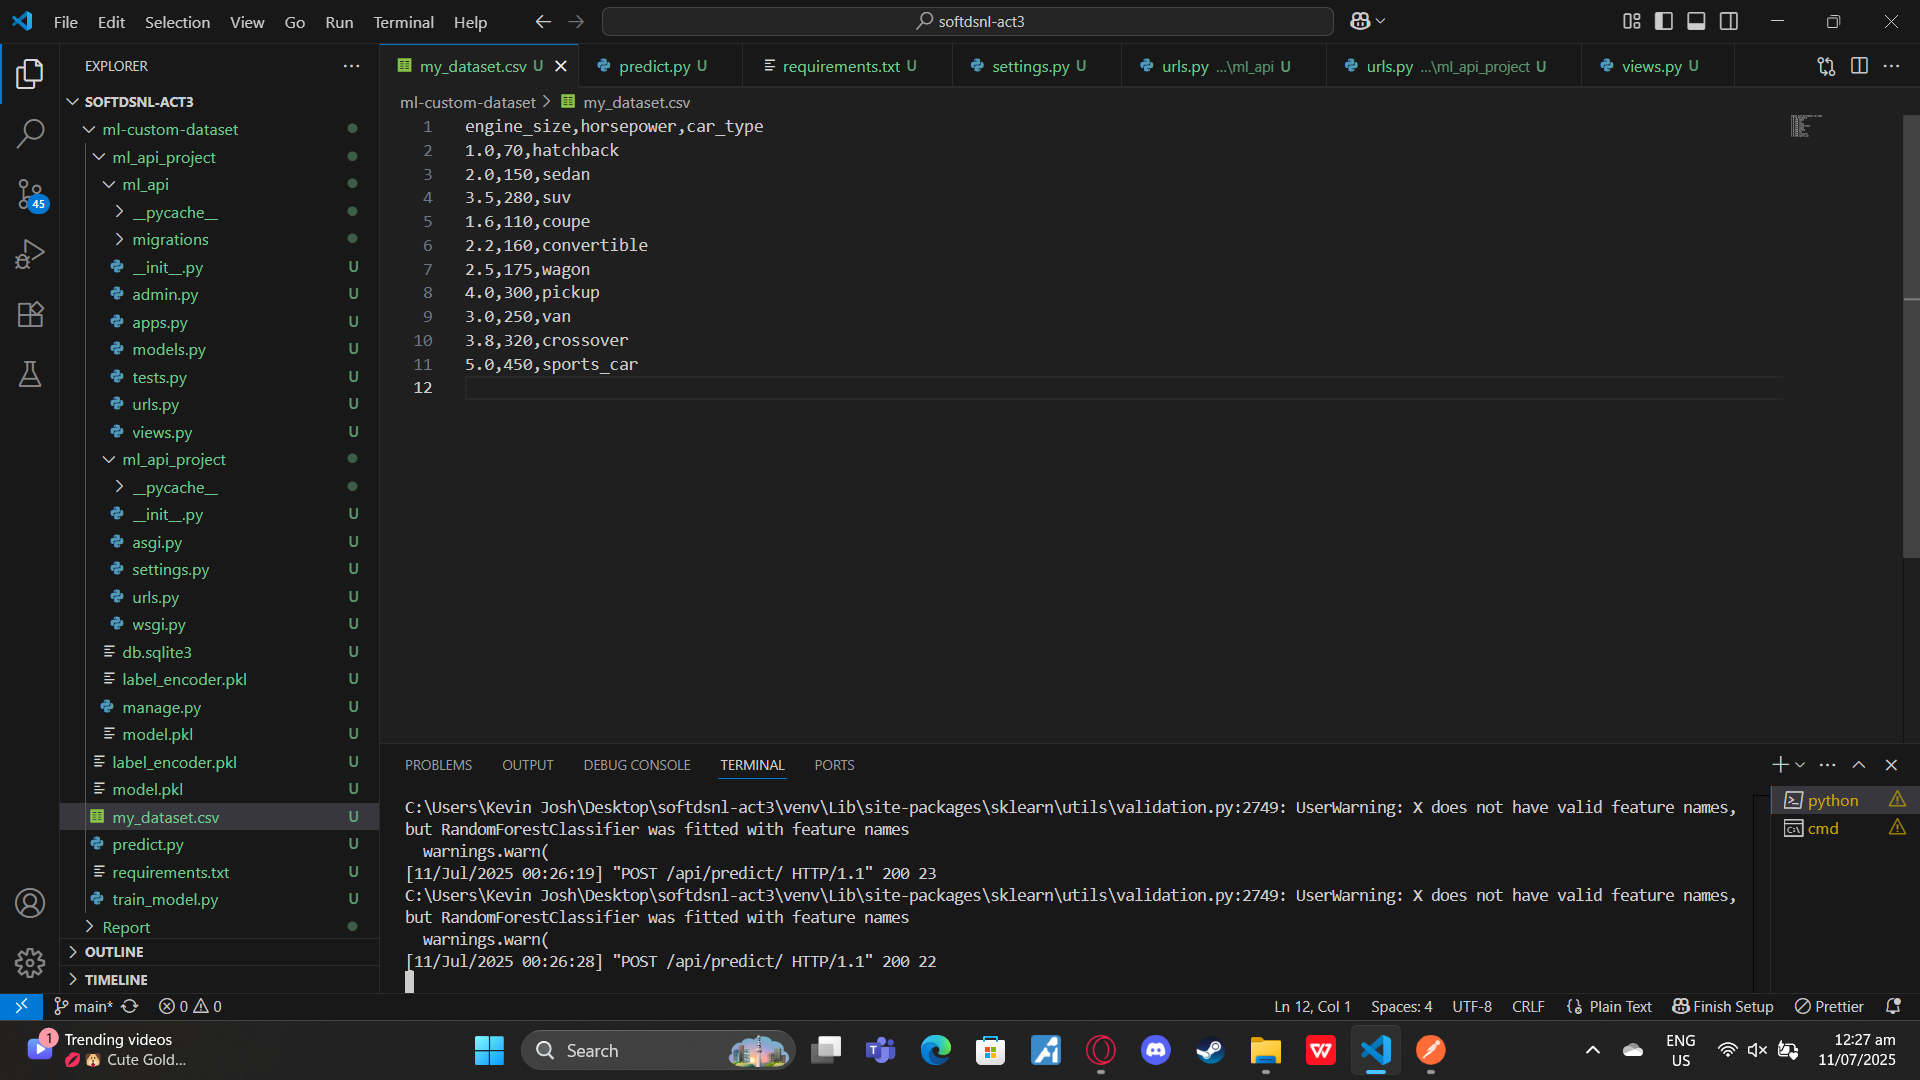 File Edit Selection View Go Run Terminal Help
softdsnl-act3
EXPLORER
SOFTDSNL-ACT3
ml-custom-dataset
ml_api_project
ml_api
__pycache__
migrations
__init__.py U
admin.py U
apps.py U
models.py U
tests.py U
urls.py U
views.py U
ml_api_project
__pycache__
__init__.py U
asgi.py U
settings.py U
urls.py U
wsgi.py U
db.sqlite3 U
label_encoder.pkl U
manage.py U
model.pkl U
label_encoder.pkl U
model.pkl U
my_dataset.csv U
predict.py U
requirements.txt U
train_model.py U
Report
OUTLINE
TIMELINE
45
my_dataset.csv U
predict.py U
requirements.txt U
settings.py U
urls.py ...\ml_api U
urls.py ...\ml_api_project U
views.py U
ml-custom-dataset > my_dataset.csv
1 engine_size,horsepower,car_type
2 1.0,70,hatchback
3 2.0,150,sedan
4 3.5,280,suv
5 1.6,110,coupe
6 2.2,160,convertible
7 2.5,175,wagon
8 4.0,300,pickup
9 3.0,250,van
10 3.8,320,crossover
11 5.0,450,sports_car
12
PROBLEMS OUTPUT DEBUG CONSOLE TERMINAL PORTS
C:\Users\Kevin Josh\Desktop\softdsnl-act3\venv\Lib\site-packages\sklearn\utils\validation.py:2749: UserWarning: X does not have valid feature names,
but RandomForestClassifier was fitted with feature names
warnings.warn(
[11/Jul/2025 00:26:19] "POST /api/predict/ HTTP/1.1" 200 23
C:\Users\Kevin Josh\Desktop\softdsnl-act3\venv\Lib\site-packages\sklearn\utils\validation.py:2749: UserWarning: X does not have valid feature names,
but RandomForestClassifier was fitted with feature names
warnings.warn(
[11/Jul/2025 00:26:28] "POST /api/predict/ HTTP/1.1" 200 22
python
cmd
main* 0 0
Ln 12, Col 1 Spaces: 4 UTF-8 CRLF {} Plain Text Finish Setup Prettier
1
Trending videos
💋🐶 Cute Gold...
Search
ENG
US
12:27 am
11/07/2025